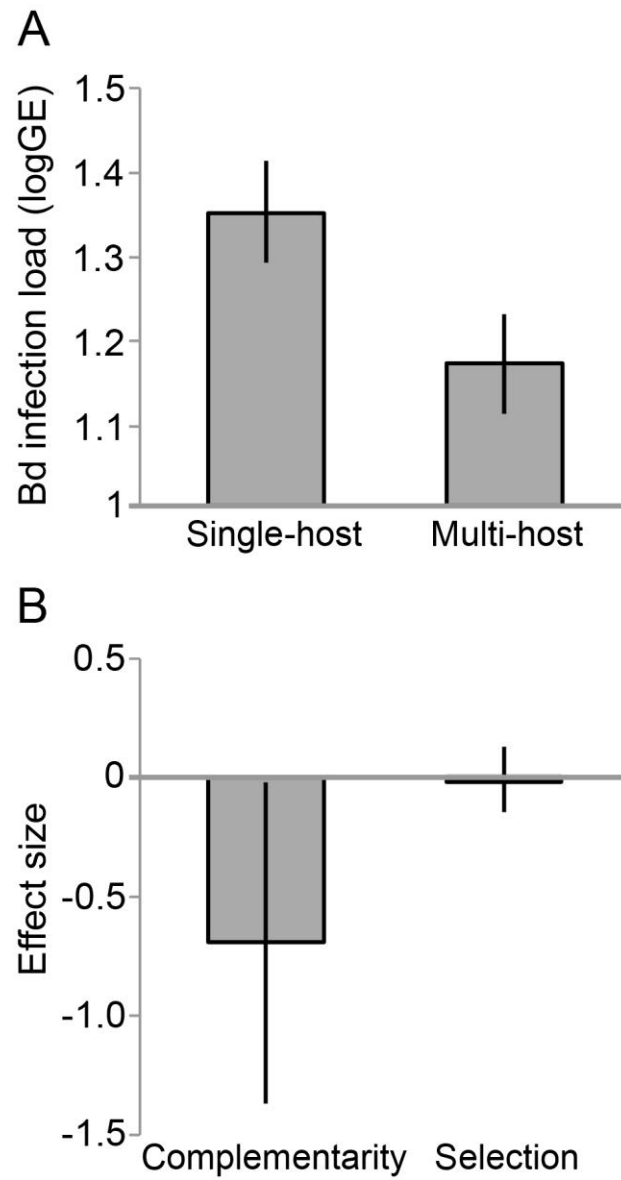 A
Bd infection load (logGE)
1.5
1.4
1.3
1.2
1.1
1
Single-host Multi-host
B
Effect size
0.5
0
-0.5
-1.0
-1.5
Complementarity Selection